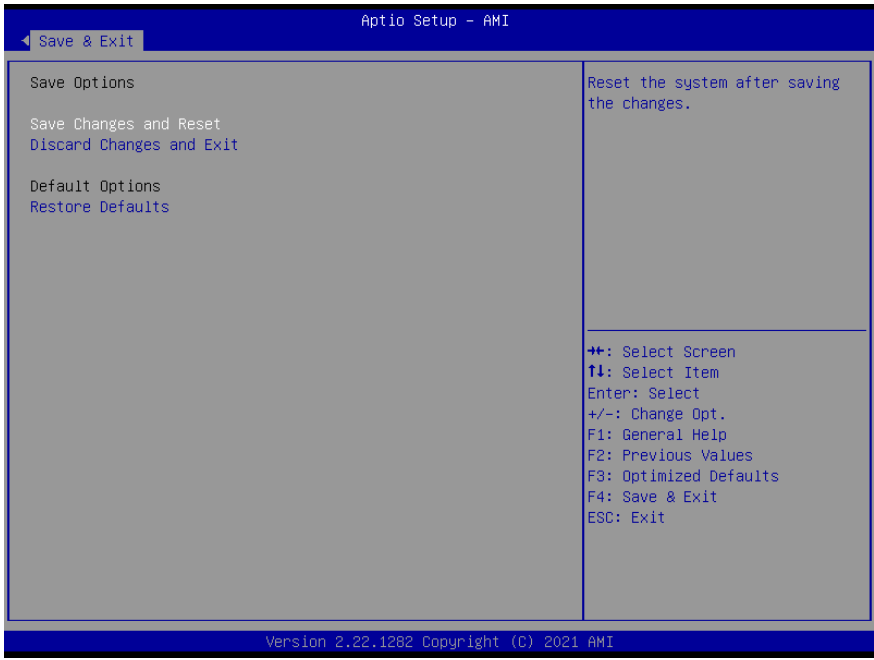 Aptio Setup – AMI
Save & Exit
Save Options
Save Changes and Reset
Discard Changes and Exit
Default Options
Restore Defaults
Reset the system after saving
the changes.
→←: Select Screen
↑↓: Select Item
Enter: Select
+/-: Change Opt.
F1: General Help
F2: Previous Values
F3: Optimized Defaults
F4: Save & Exit
ESC: Exit
Version 2.22.1282 Copyright (C) 2021 AMI